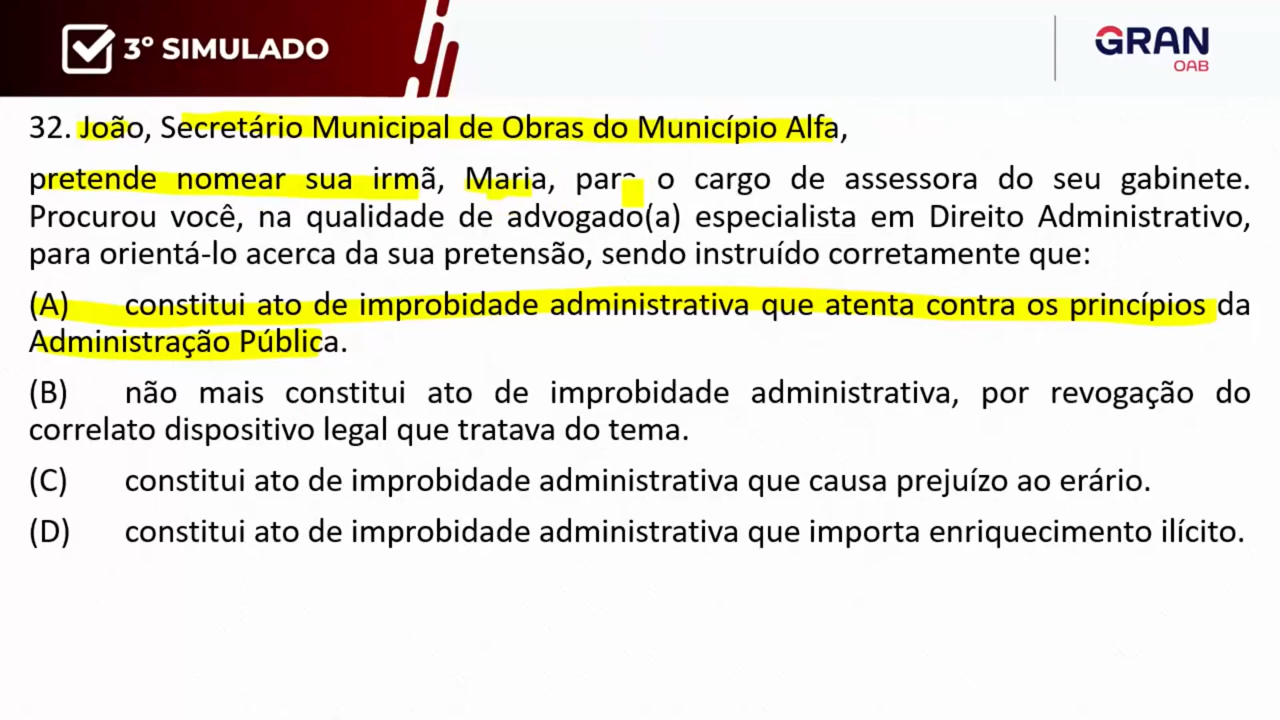 3º SIMULADO
GRAN
OAB
32. João, Secretário Municipal de Obras do Município Alfa,
pretende nomear sua irmã, Maria, para o cargo de assessora do seu gabinete.
Procurou você, na qualidade de advogado(a) especialista em Direito Administrativo,
para orientá-lo acerca da sua pretensão, sendo instruído corretamente que:
(A) constitui ato de improbidade administrativa que atenta contra os princípios da
Administração Pública.
(B) não mais constitui ato de improbidade administrativa, por revogação do
correlato dispositivo legal que tratava do tema.
(C) constitui ato de improbidade administrativa que causa prejuízo ao erário.
(D) constitui ato de improbidade administrativa que importa enriquecimento ilícito.